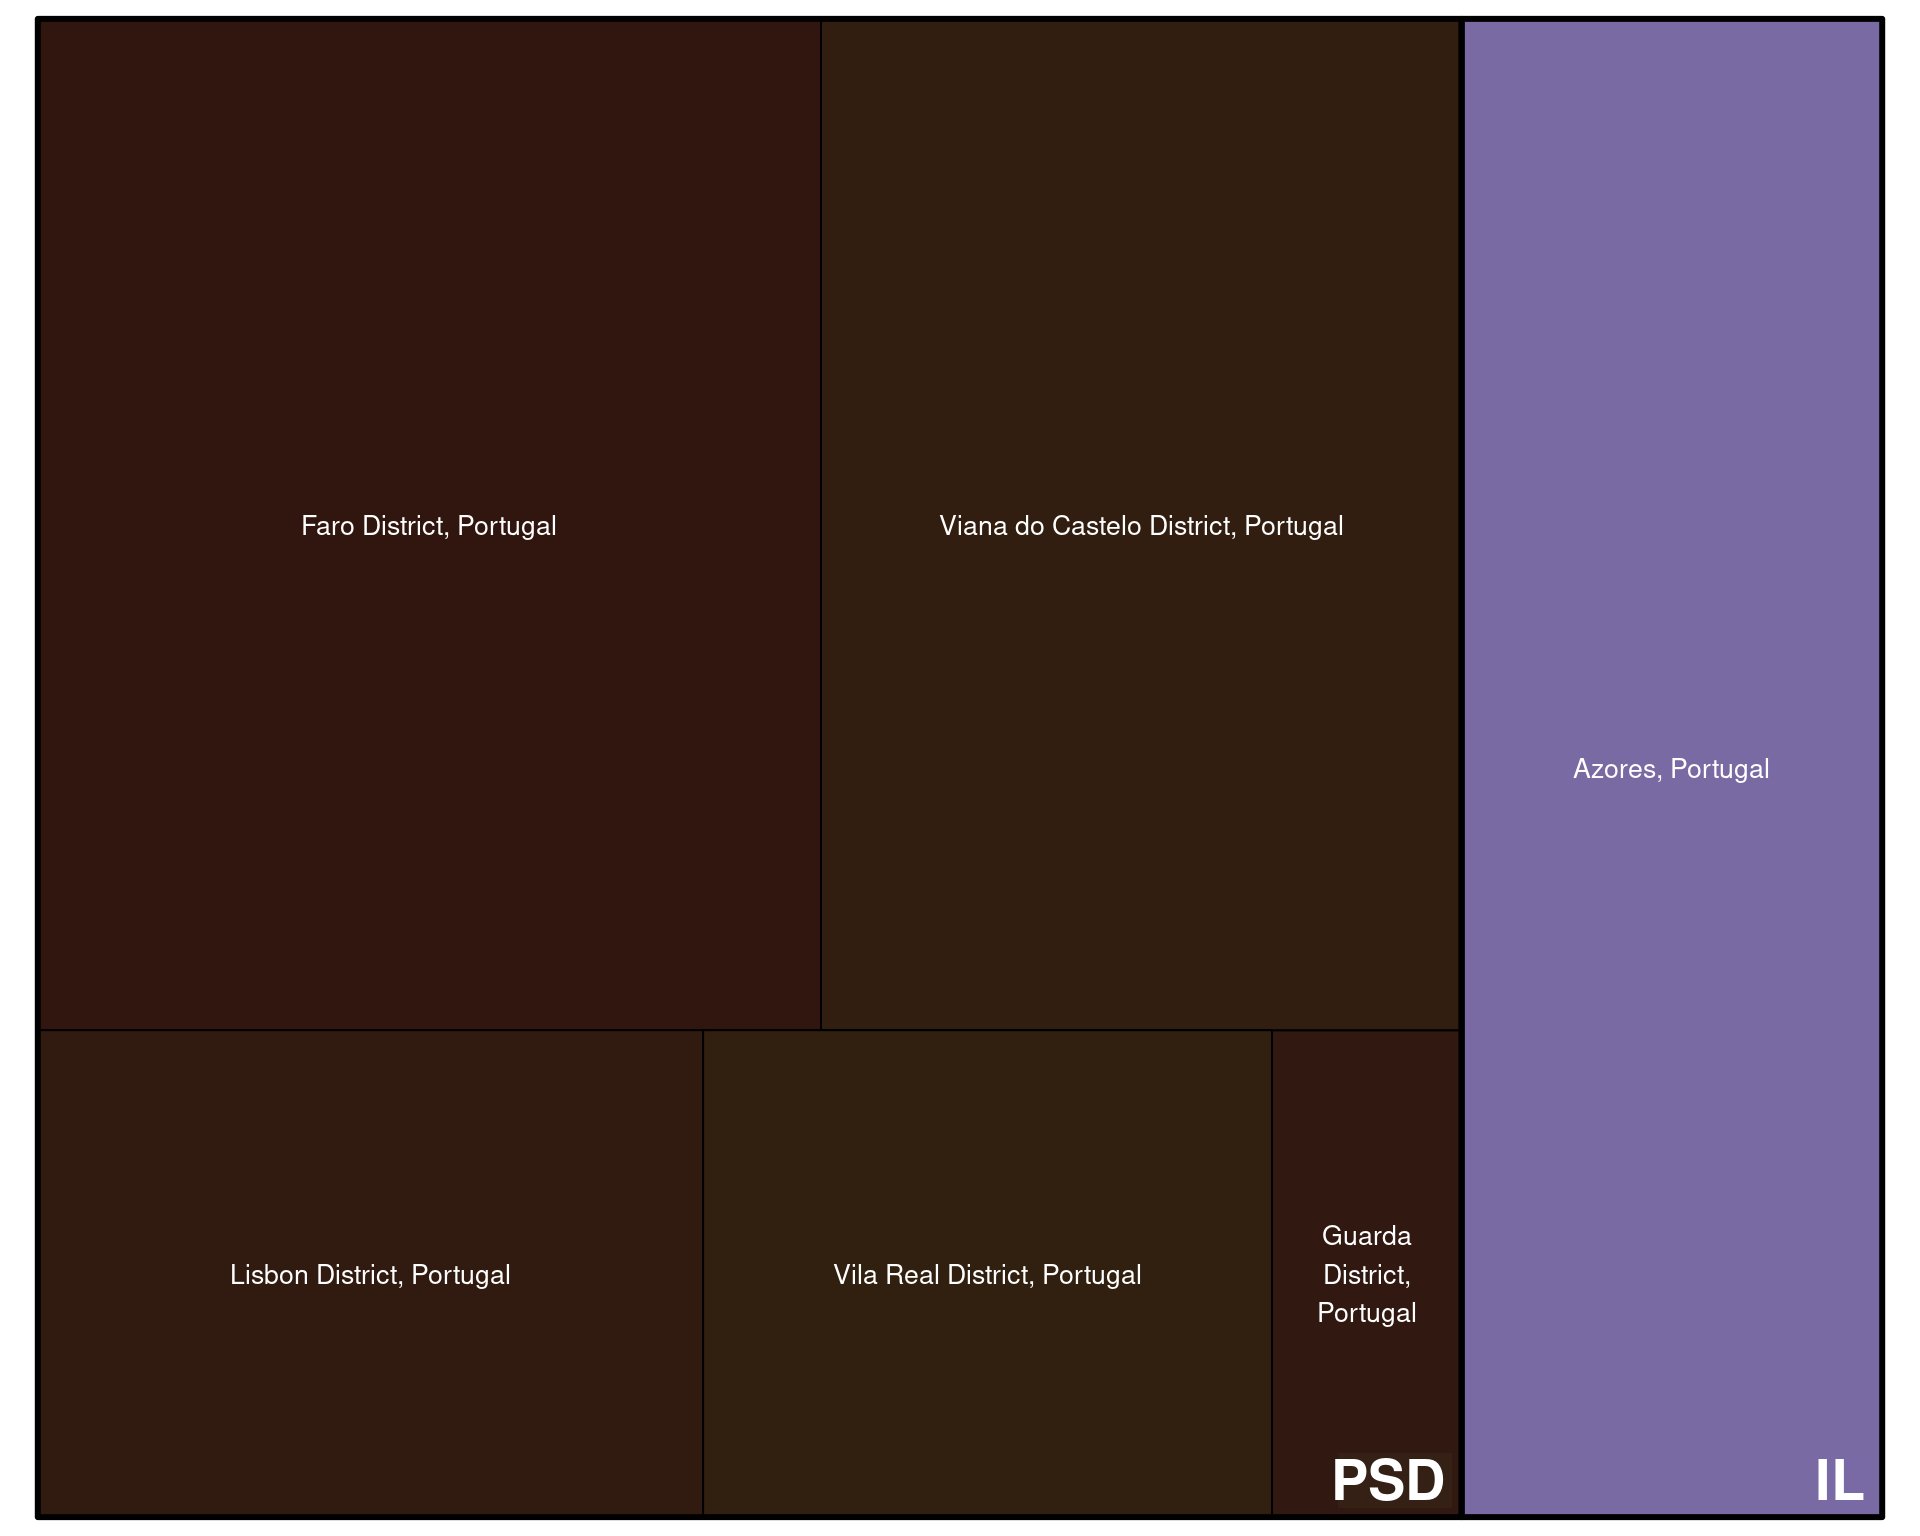 Faro District, Portugal
Viana do Castelo District, Portugal
Azores, Portugal
Lisbon District, Portugal
Vila Real District, Portugal
Guarda
District,
Portugal
PSD
IL